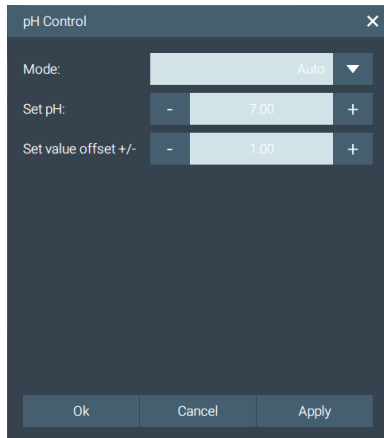 pH Control ×
Mode: Auto
Set pH: - 7.00 +
Set value offset +/- - 1.00 +
Ok Cancel Apply